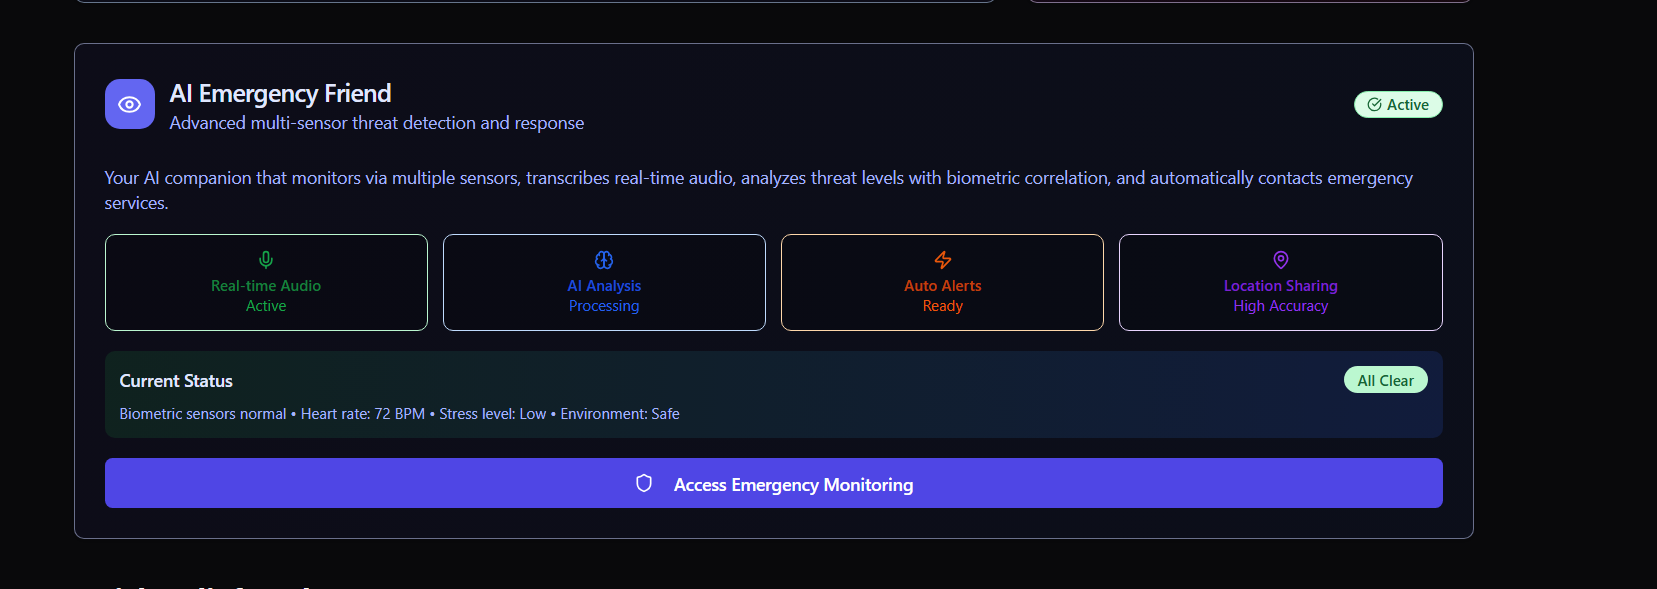 AI Emergency Friend
Advanced multi-sensor threat detection and response
Active
Your AI companion that monitors via multiple sensors, transcribes real-time audio, analyzes threat levels with biometric correlation, and automatically contacts emergency
services.
Real-time Audio
Active
AI Analysis
Processing
Auto Alerts
Ready
Location Sharing
High Accuracy
Current Status
All Clear
Biometric sensors normal • Heart rate: 72 BPM • Stress level: Low • Environment: Safe
Access Emergency Monitoring